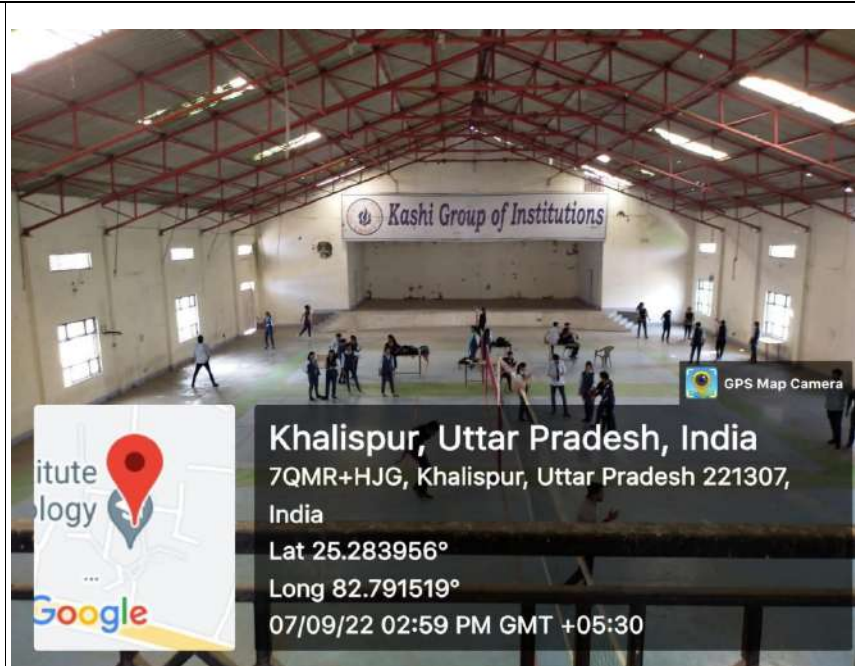 Kashi Group of Institutions
GPS Map Camera
itute
ology
...
Google
Khalispur, Uttar Pradesh, India
7QMR+HJG, Khalispur, Uttar Pradesh 221307,
India
Lat 25.283956°
Long 82.791519°
07/09/22 02:59 PM GMT +05:30